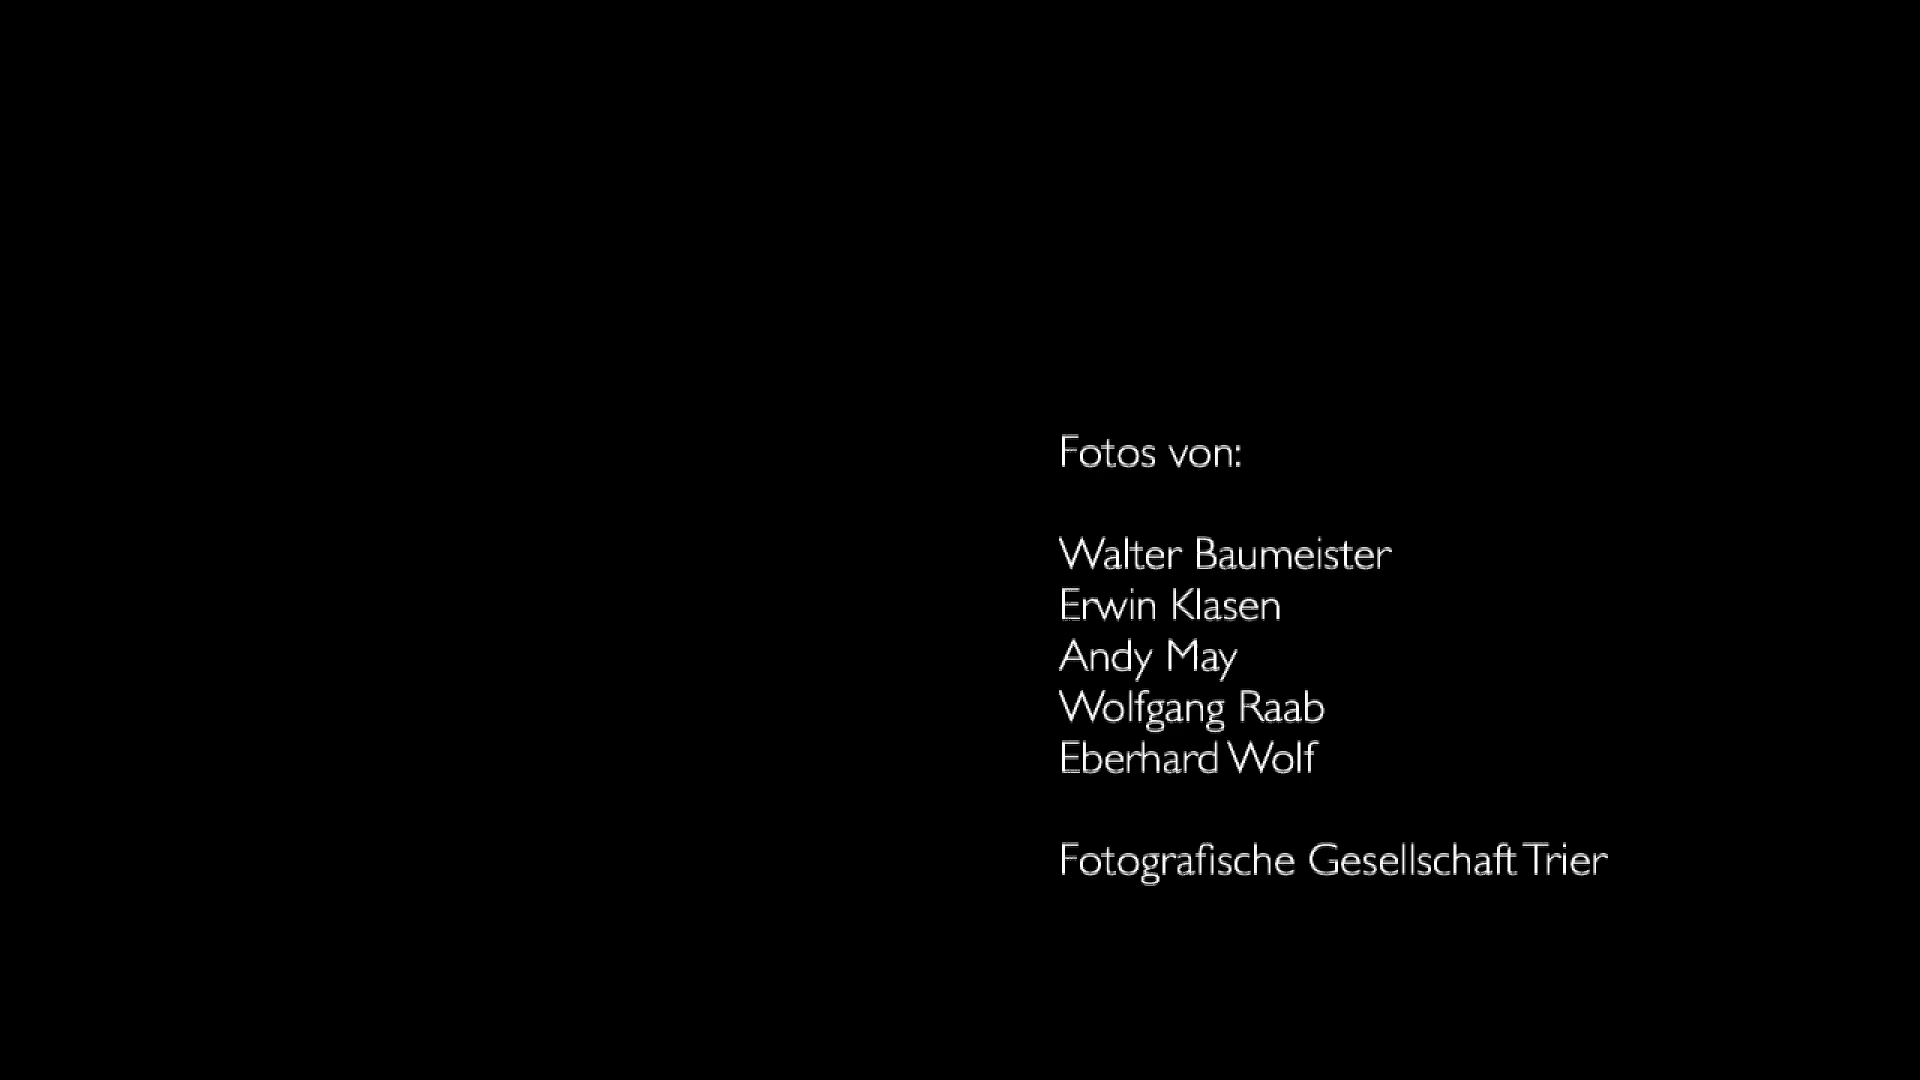 Fotos von:
Walter Baumeister
Erwin Klasen
Andy May
Wolfgang Raab
Eberhard Wolf
Fotografische Gesellschaft Trier